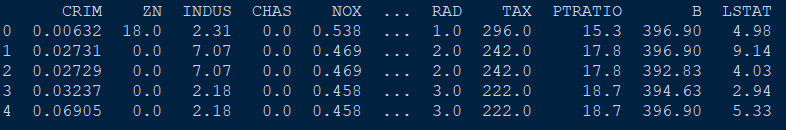 CRIM ZN INDUS CHAS NOX ... RAD TAX PTRATIO B LSTAT
0 0.00632 18.0 2.31 0.0 0.538 ... 1.0 296.0 15.3 396.90 4.98
1 0.02731 0.0 7.07 0.0 0.469 ... 2.0 242.0 17.8 396.90 9.14
2 0.02729 0.0 7.07 0.0 0.469 ... 2.0 242.0 17.8 392.83 4.03
3 0.03237 0.0 2.18 0.0 0.458 ... 3.0 222.0 18.7 394.63 2.94
4 0.06905 0.0 2.18 0.0 0.458 ... 3.0 222.0 18.7 396.90 5.33